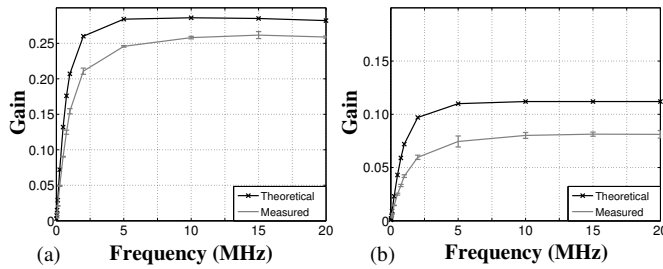 0.25
0.20
0.15
0.10
0.05
0
Gain
0 5 10 15 20
Theoretical
Measured
(a) Frequency (MHz)
0.15
0.10
0.05
0
Gain
0 5 10 15 20
Theoretical
Measured
(b) Frequency (MHz)